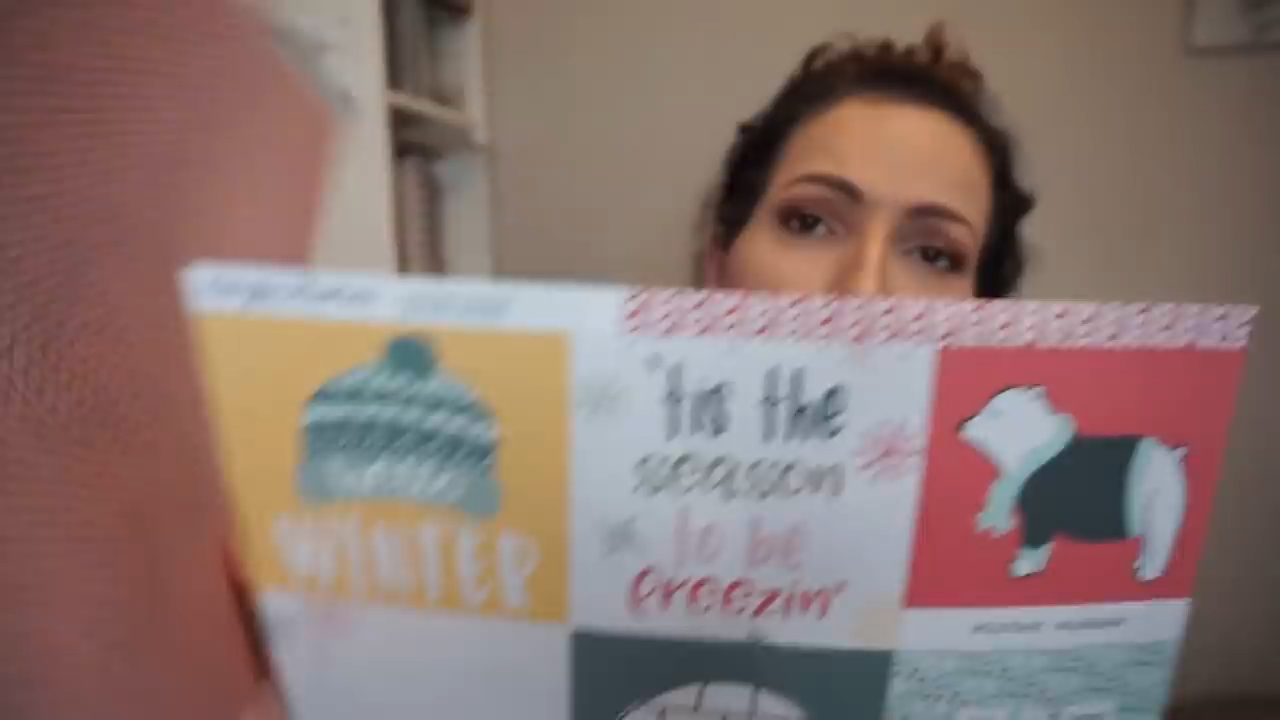 WINTER
'tis the
season
to be
freezin'